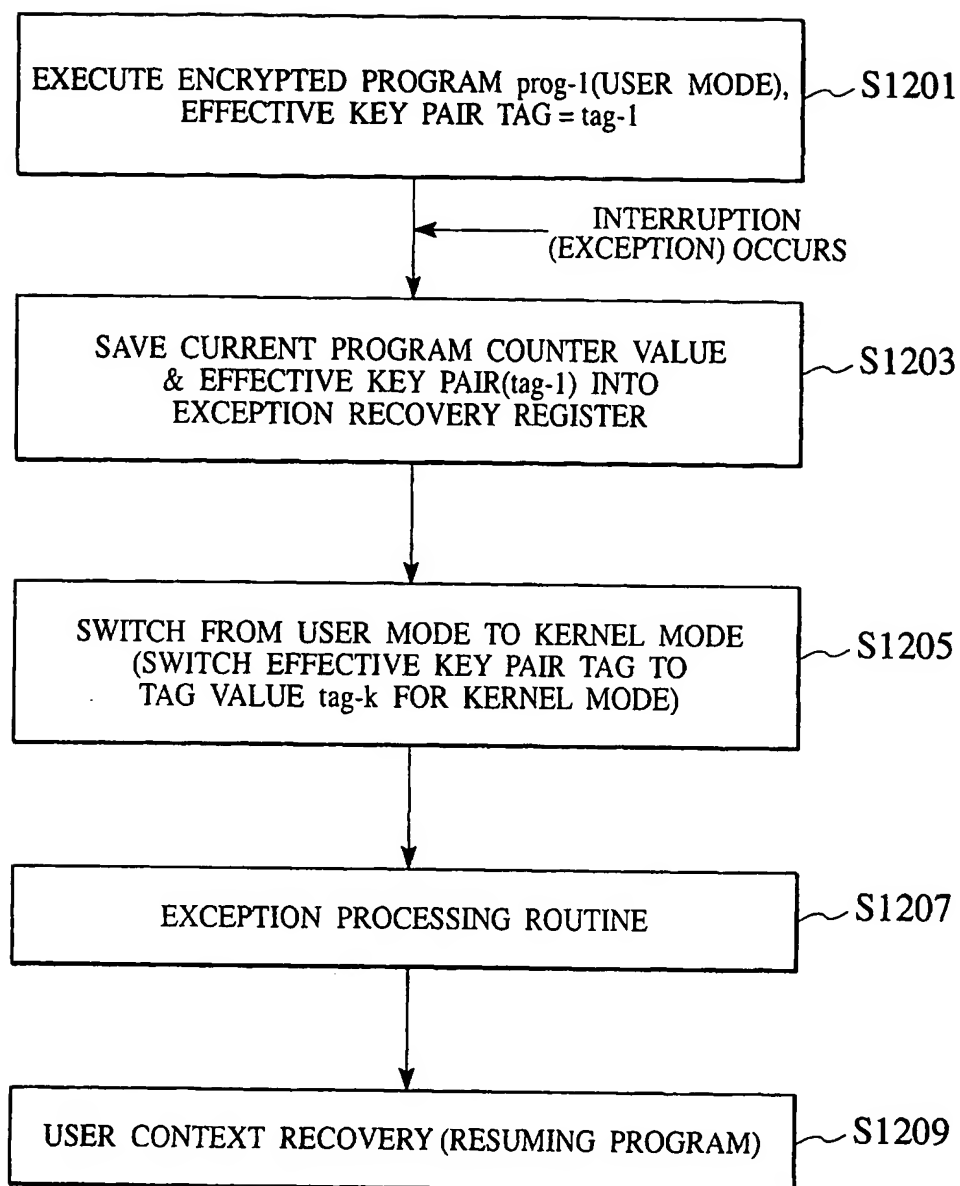 EXECUTE ENCRYPTED PROGRAM prog-1(USER MODE),
EFFECTIVE KEY PAIR TAG = tag-1
S1201
INTERRUPTION
(EXCEPTION) OCCURS
SAVE CURRENT PROGRAM COUNTER VALUE
& EFFECTIVE KEY PAIR(tag-1) INTO
EXCEPTION RECOVERY REGISTER
S1203
SWITCH FROM USER MODE TO KERNEL MODE
(SWITCH EFFECTIVE KEY PAIR TAG TO
TAG VALUE tag-k FOR KERNEL MODE)
S1205
EXCEPTION PROCESSING ROUTINE
S1207
USER CONTEXT RECOVERY (RESUMING PROGRAM)
S1209